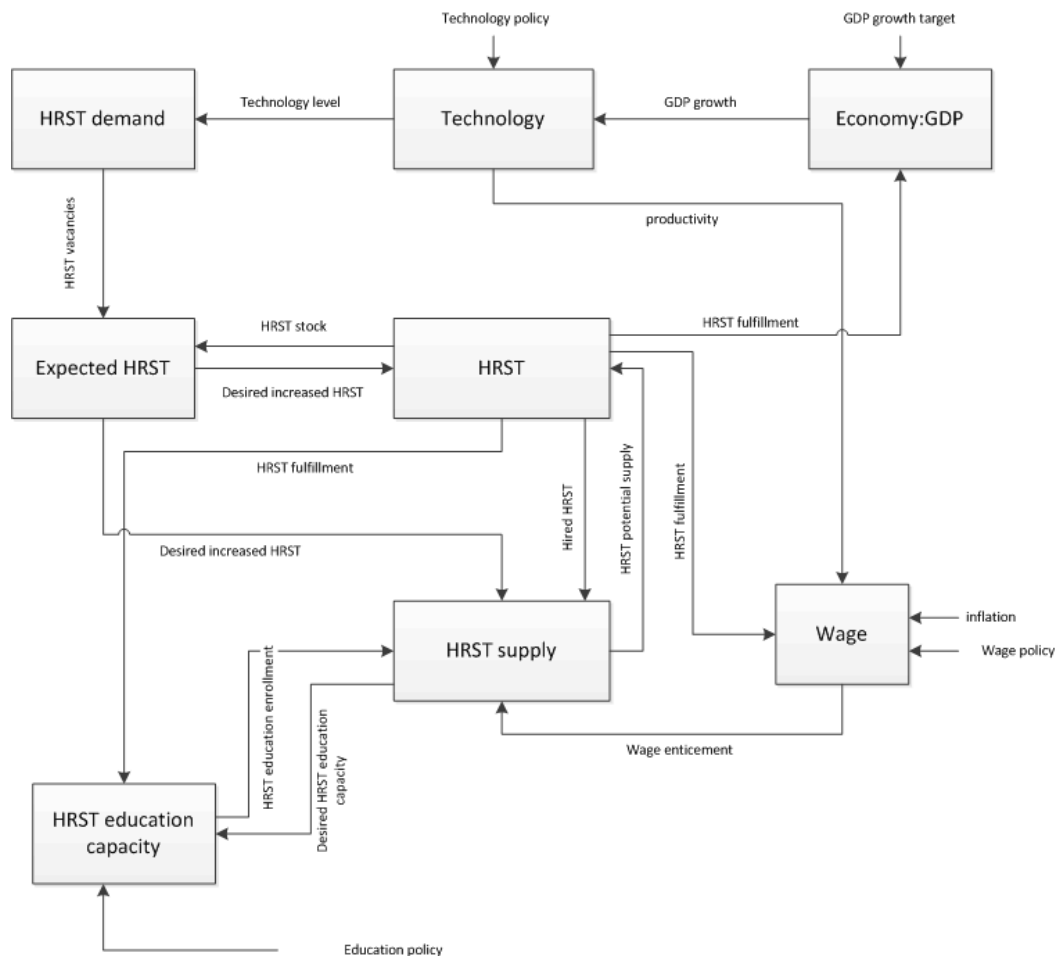 Technology policy
GDP growth target
HRST demand
Technology level
Technology
GDP growth
Economy:GDP
HRST vacancies
productivity
Expected HRST
HRST stock
Desired increased HRST
HRST
HRST fulfillment
HRST fulfillment
Desired increased HRST
Hired HRST
HRST potential supply
HRST fulfillment
HRST supply
Wage
inflation
Wage policy
Wage enticement
HRST education enrollment
Desired HRST education
capacity
HRST education
capacity
Education policy